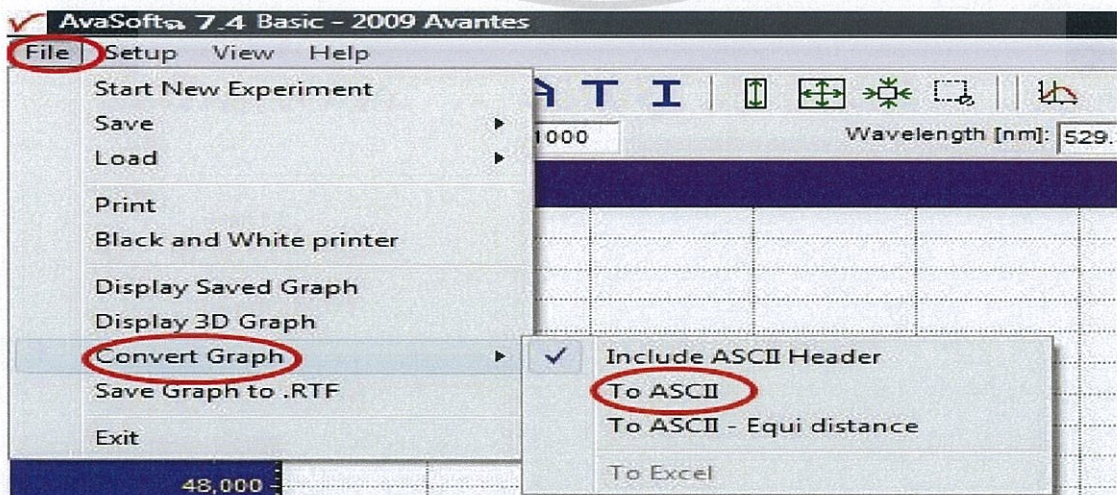 AvaSoft 7.4 Basic - 2009 Avantes
File Setup View Help
Start New Experiment
Save
Load
Print
Black and White printer
Display Saved Graph
Display 3D Graph
Convert Graph
Save Graph to .RTF
Exit
A T I
1000 Wavelength [nm]: 529.
Include ASCII Header
To ASCII
To ASCII - Equi distance
To Excel
48,000